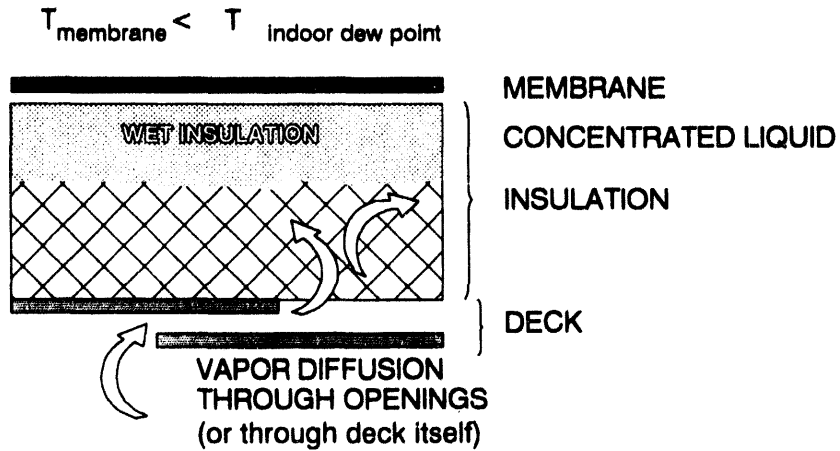 T membrane < T indoor dew point
MEMBRANE
WET INSULATION
CONCENTRATED LIQUID
INSULATION
DECK
VAPOR DIFFUSION
THROUGH OPENINGS
(or through deck itself)